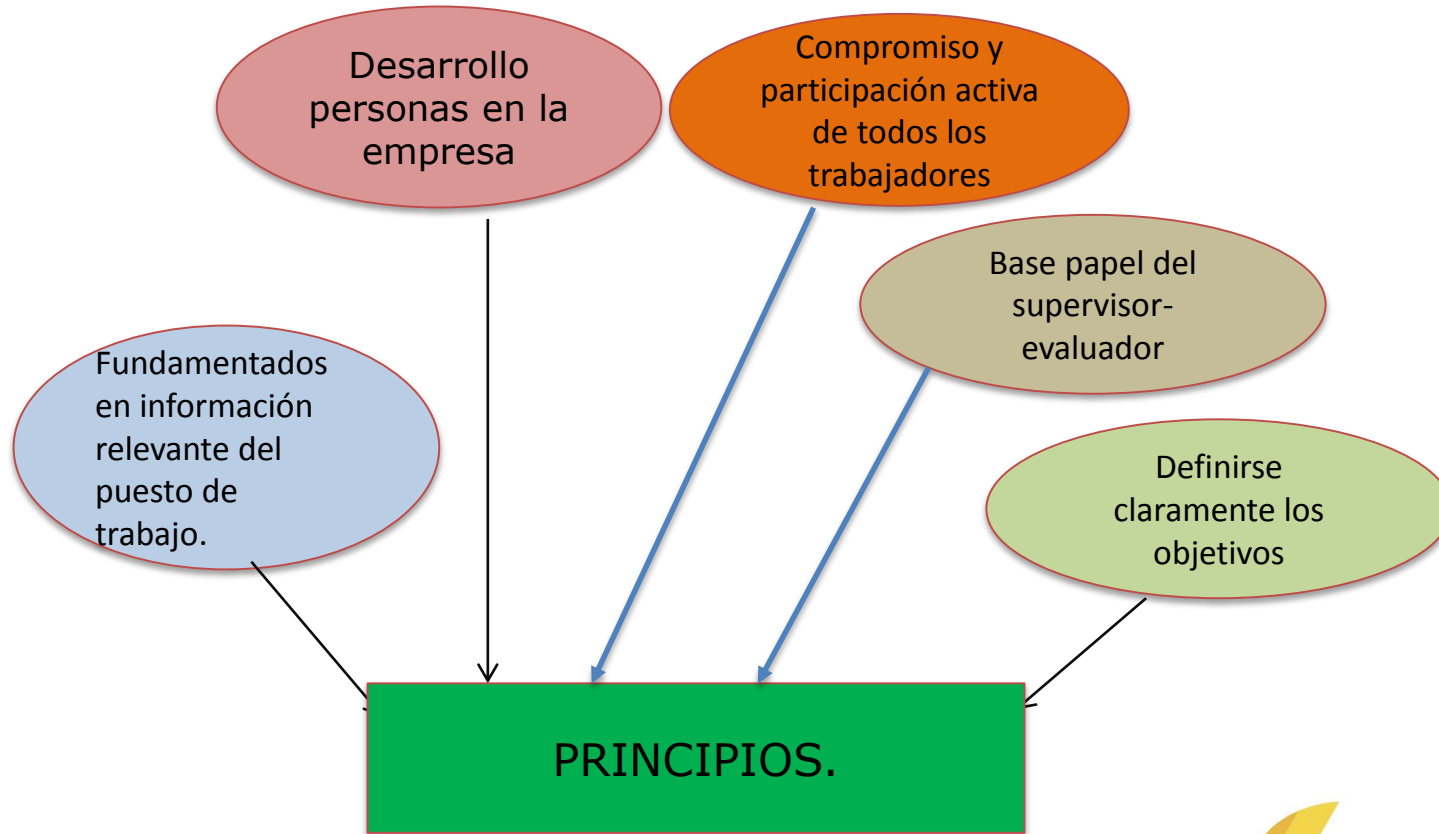 Desarrollo
personas en la
empresa
Compromiso y
participación activa
de todos los
trabajadores
Base papel del
supervisor-
evaluador
Fundamentados
en información
relevante del
puesto de
trabajo.
Definirse
claramente los
objetivos
PRINCIPIOS.